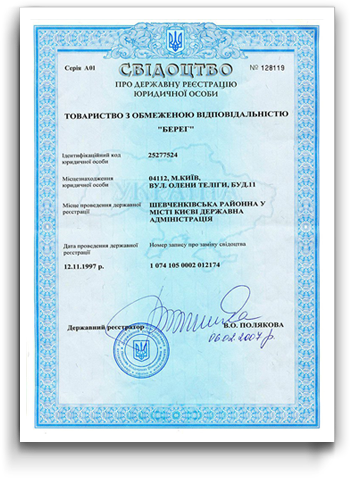 Серія А01
№ 128119
СВІДОЦТВО
ПРО ДЕРЖАВНУ РЕЄСТРАЦІЮ
ЮРИДИЧНОЇ ОСОБИ
ТОВАРИСТВО З ОБМЕЖЕНОЮ ВІДПОВІДАЛЬНІСТЮ
"БЕРЕГ"
Ідентифікаційний код
юридичної особи
25277524
Місцезнаходження
юридичної особи
04112, М.КИЇВ,
ВУЛ. ОЛЕНИ ТЕЛІГИ, БУД.11
Місце проведення державної
реєстрації
ШЕВЧЕНКІВСЬКА РАЙОННА У
МІСТІ КИЄВІ ДЕРЖАВНА
АДМІНІСТРАЦІЯ
Дата проведення державної
реєстрації
Номер запису про заміну свідоцтва
12.11.1997 р.
1 074 105 0002 012174
Державний реєстратор
В.О. ПОЛЯКОВА
06.02.2007 р.